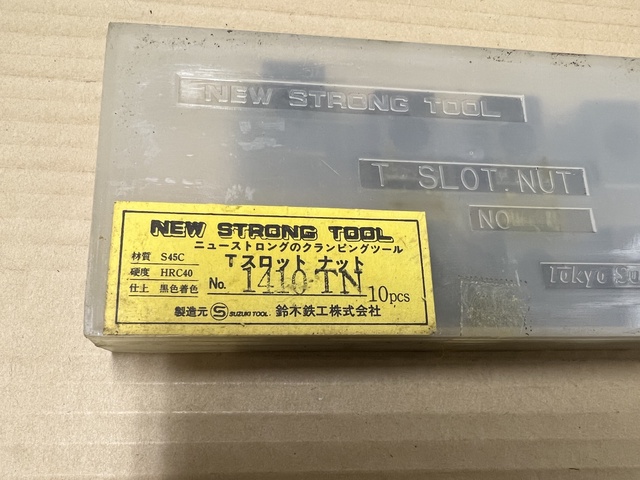 NEW STRONG TOOL
T SLOT.NUT
NO
Tokyo
NEW STRONG TOOL
ニューストロングのクランピングツール
Tスロット ナット
材質 S45C
硬度 HRC40
仕上 黒色着色
No. 1410 TN 10pcs
製造元 S SUZUKI TOOL 鈴木鉄工株式会社